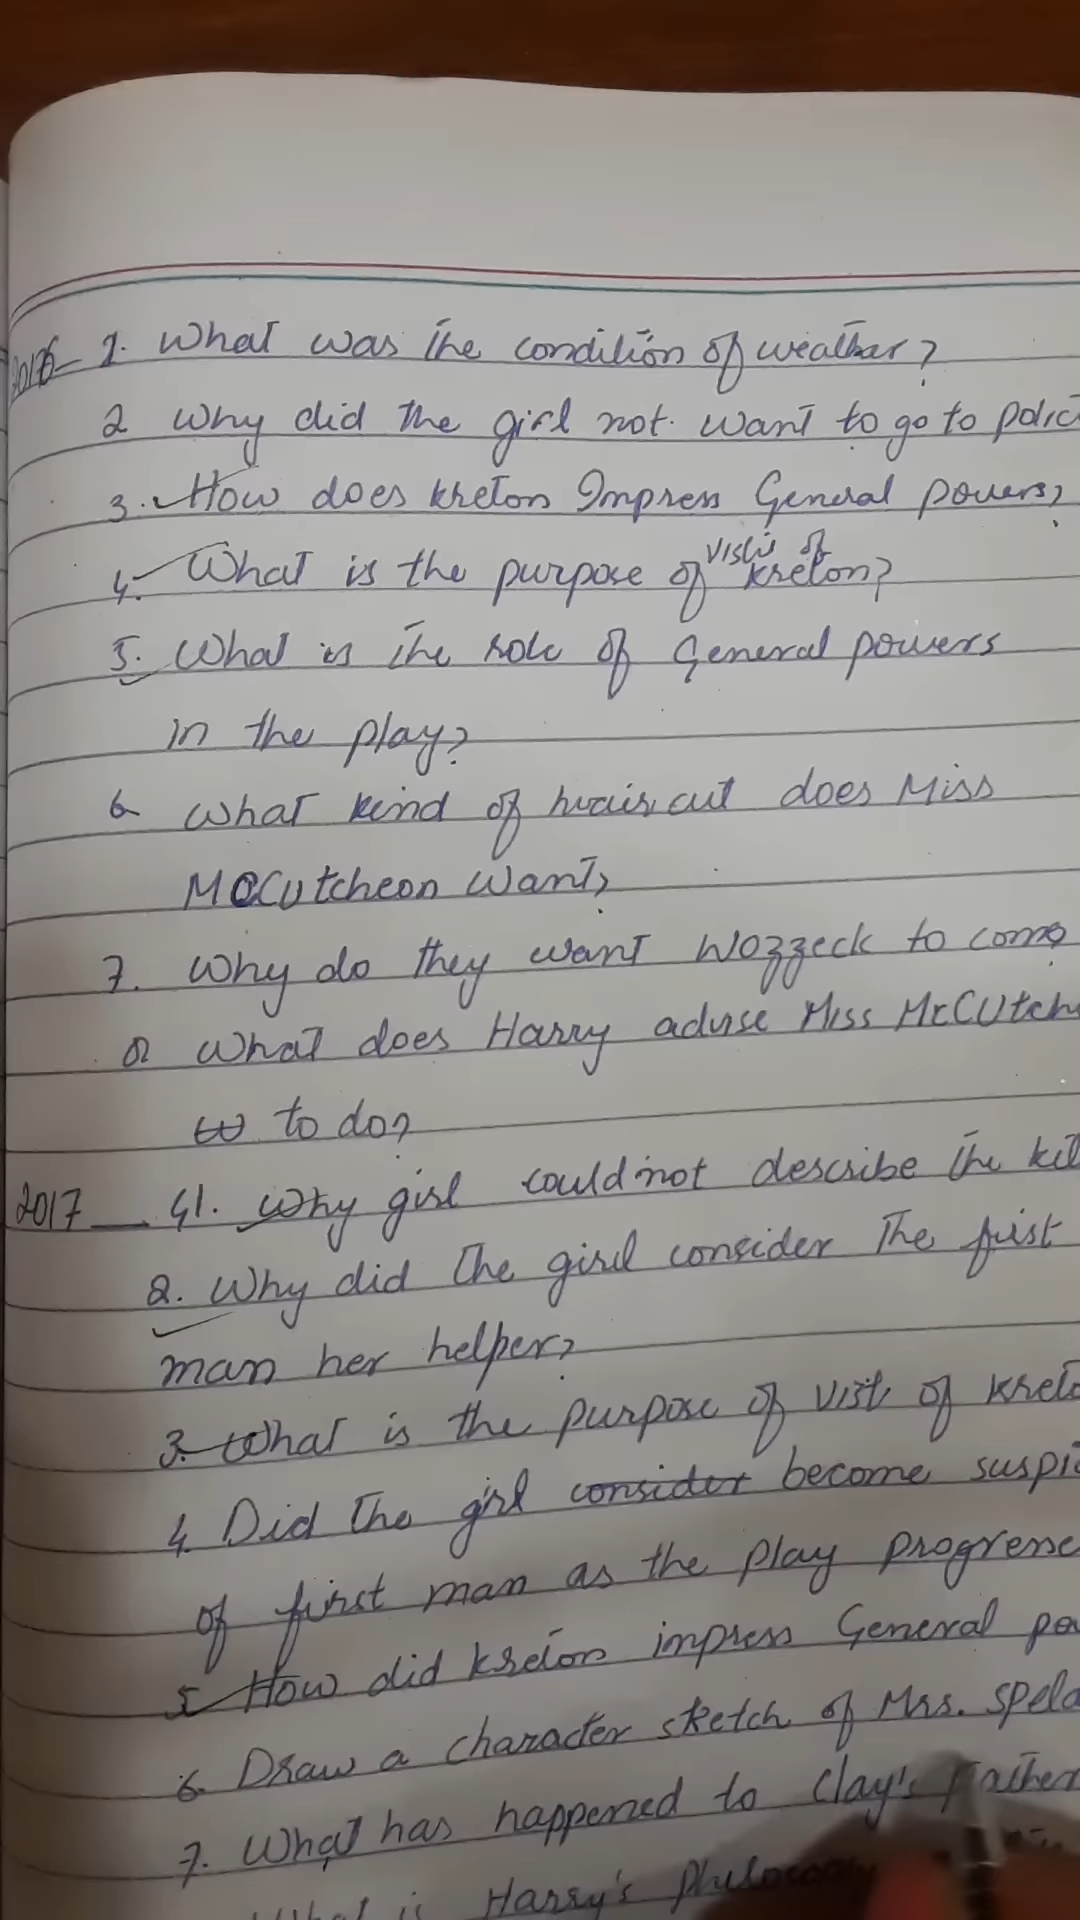 2016- 1. What was the condition of weather?
2 Why did the girl not want to go to polic
3. How does kreton Impress General powers?
visit of
4. What is the purpose of kreton?
5. What is the role of General powers
in the play?
6 What kind of haircut does Miss
McCutcheon want?
7. Why do they want Wozzeck to come
or What does Harry advise Miss McCutch
to do?
2017 — Q1. Why girl could not describe the kil
2. Why did the girl consider the first
man her helper?
3. What is the purpose of visit of kreto
4. Did the girl consider become suspic
of first man as the play progresse
5. How did kreton impress General po
6. Draw a character sketch of Mrs. Speld
7. What has happened to Clay's Father
What is Harry's Philosophy